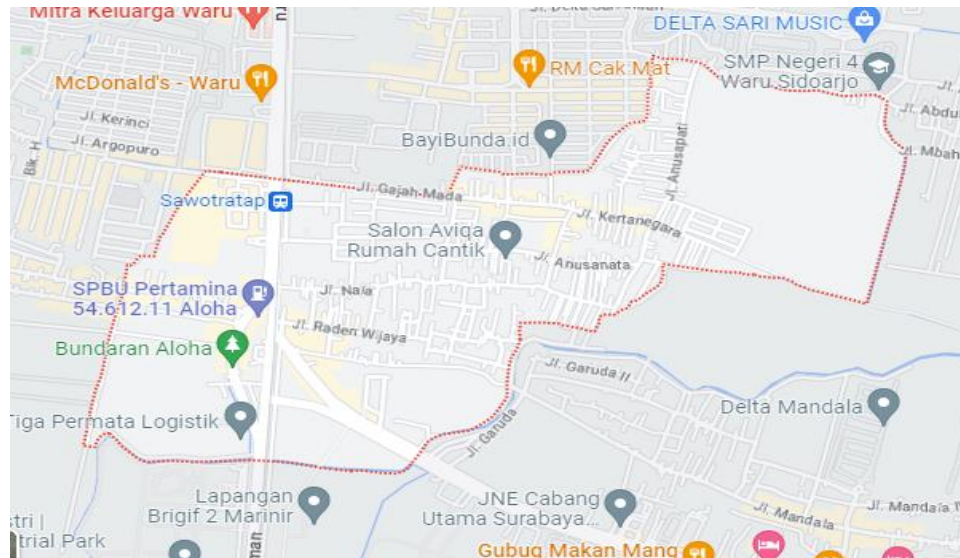 Mitra Keluarga Waru
DELTA SARI MUSIC
McDonald's - Waru
RM Cak Mat
SMP Negeri 4
Waru Sidoarjo
Jl. Kerinci
Jl. Argopuro
Blk. H
BayiBunda.id
Jl. Anusapati
Jl. Abdu
Jl. Mbah
Sawotratap
Jl. Gajah Mada
Jl. Kertanegara
Salon Aviqa
Rumah Cantik
Jl. Anusanata
SPBU Pertamina
54.612.11 Aloha
Jl. Nala
Jl. Raden Wijaya
Bundaran Aloha
Jl. Garuda II
Tiga Permata Logistik
Jl. Garuda
Delta Mandala
Lapangan
Brigif 2 Marinir
JNE Cabang
Utama Surabaya...
Jl. Mandala
Jl. Mandala
stri |
trial Park
man
Gubug Makan Mang